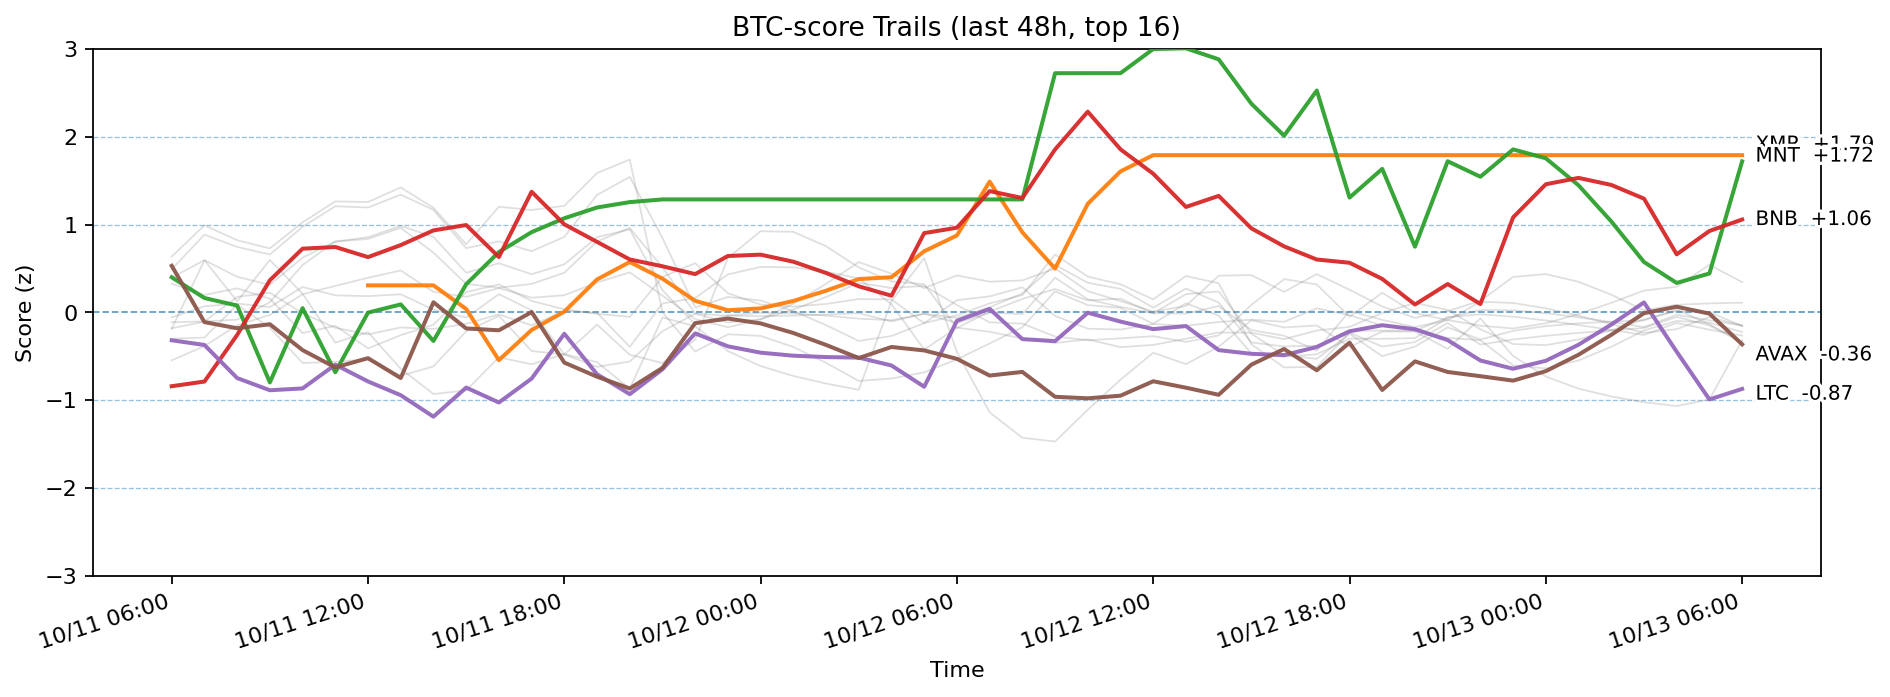 BTC-score Trails (last 48h, top 16)
Score (z)
3
2
1
0
−1
−2
−3
XMR +1.79
MNT +1.72
BNB +1.06
AVAX -0.36
LTC -0.87
10/11 06:00
10/11 12:00
10/11 18:00
10/12 00:00
10/12 06:00
10/12 12:00
10/12 18:00
10/13 00:00
10/13 06:00
Time